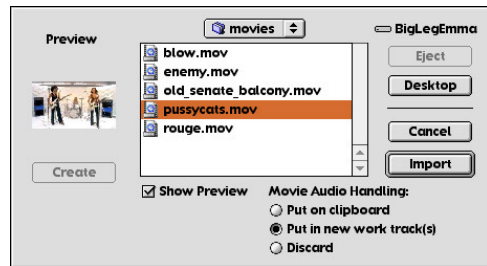 Preview
movies
BigLegEmma
blow.mov
enemy.mov
old_senate_balcony.mov
pussycats.mov
rouge.mov
Eject
Desktop
Cancel
Import
Create
Show Preview
Movie Audio Handling:
Put on clipboard
Put in new work track(s)
Discard